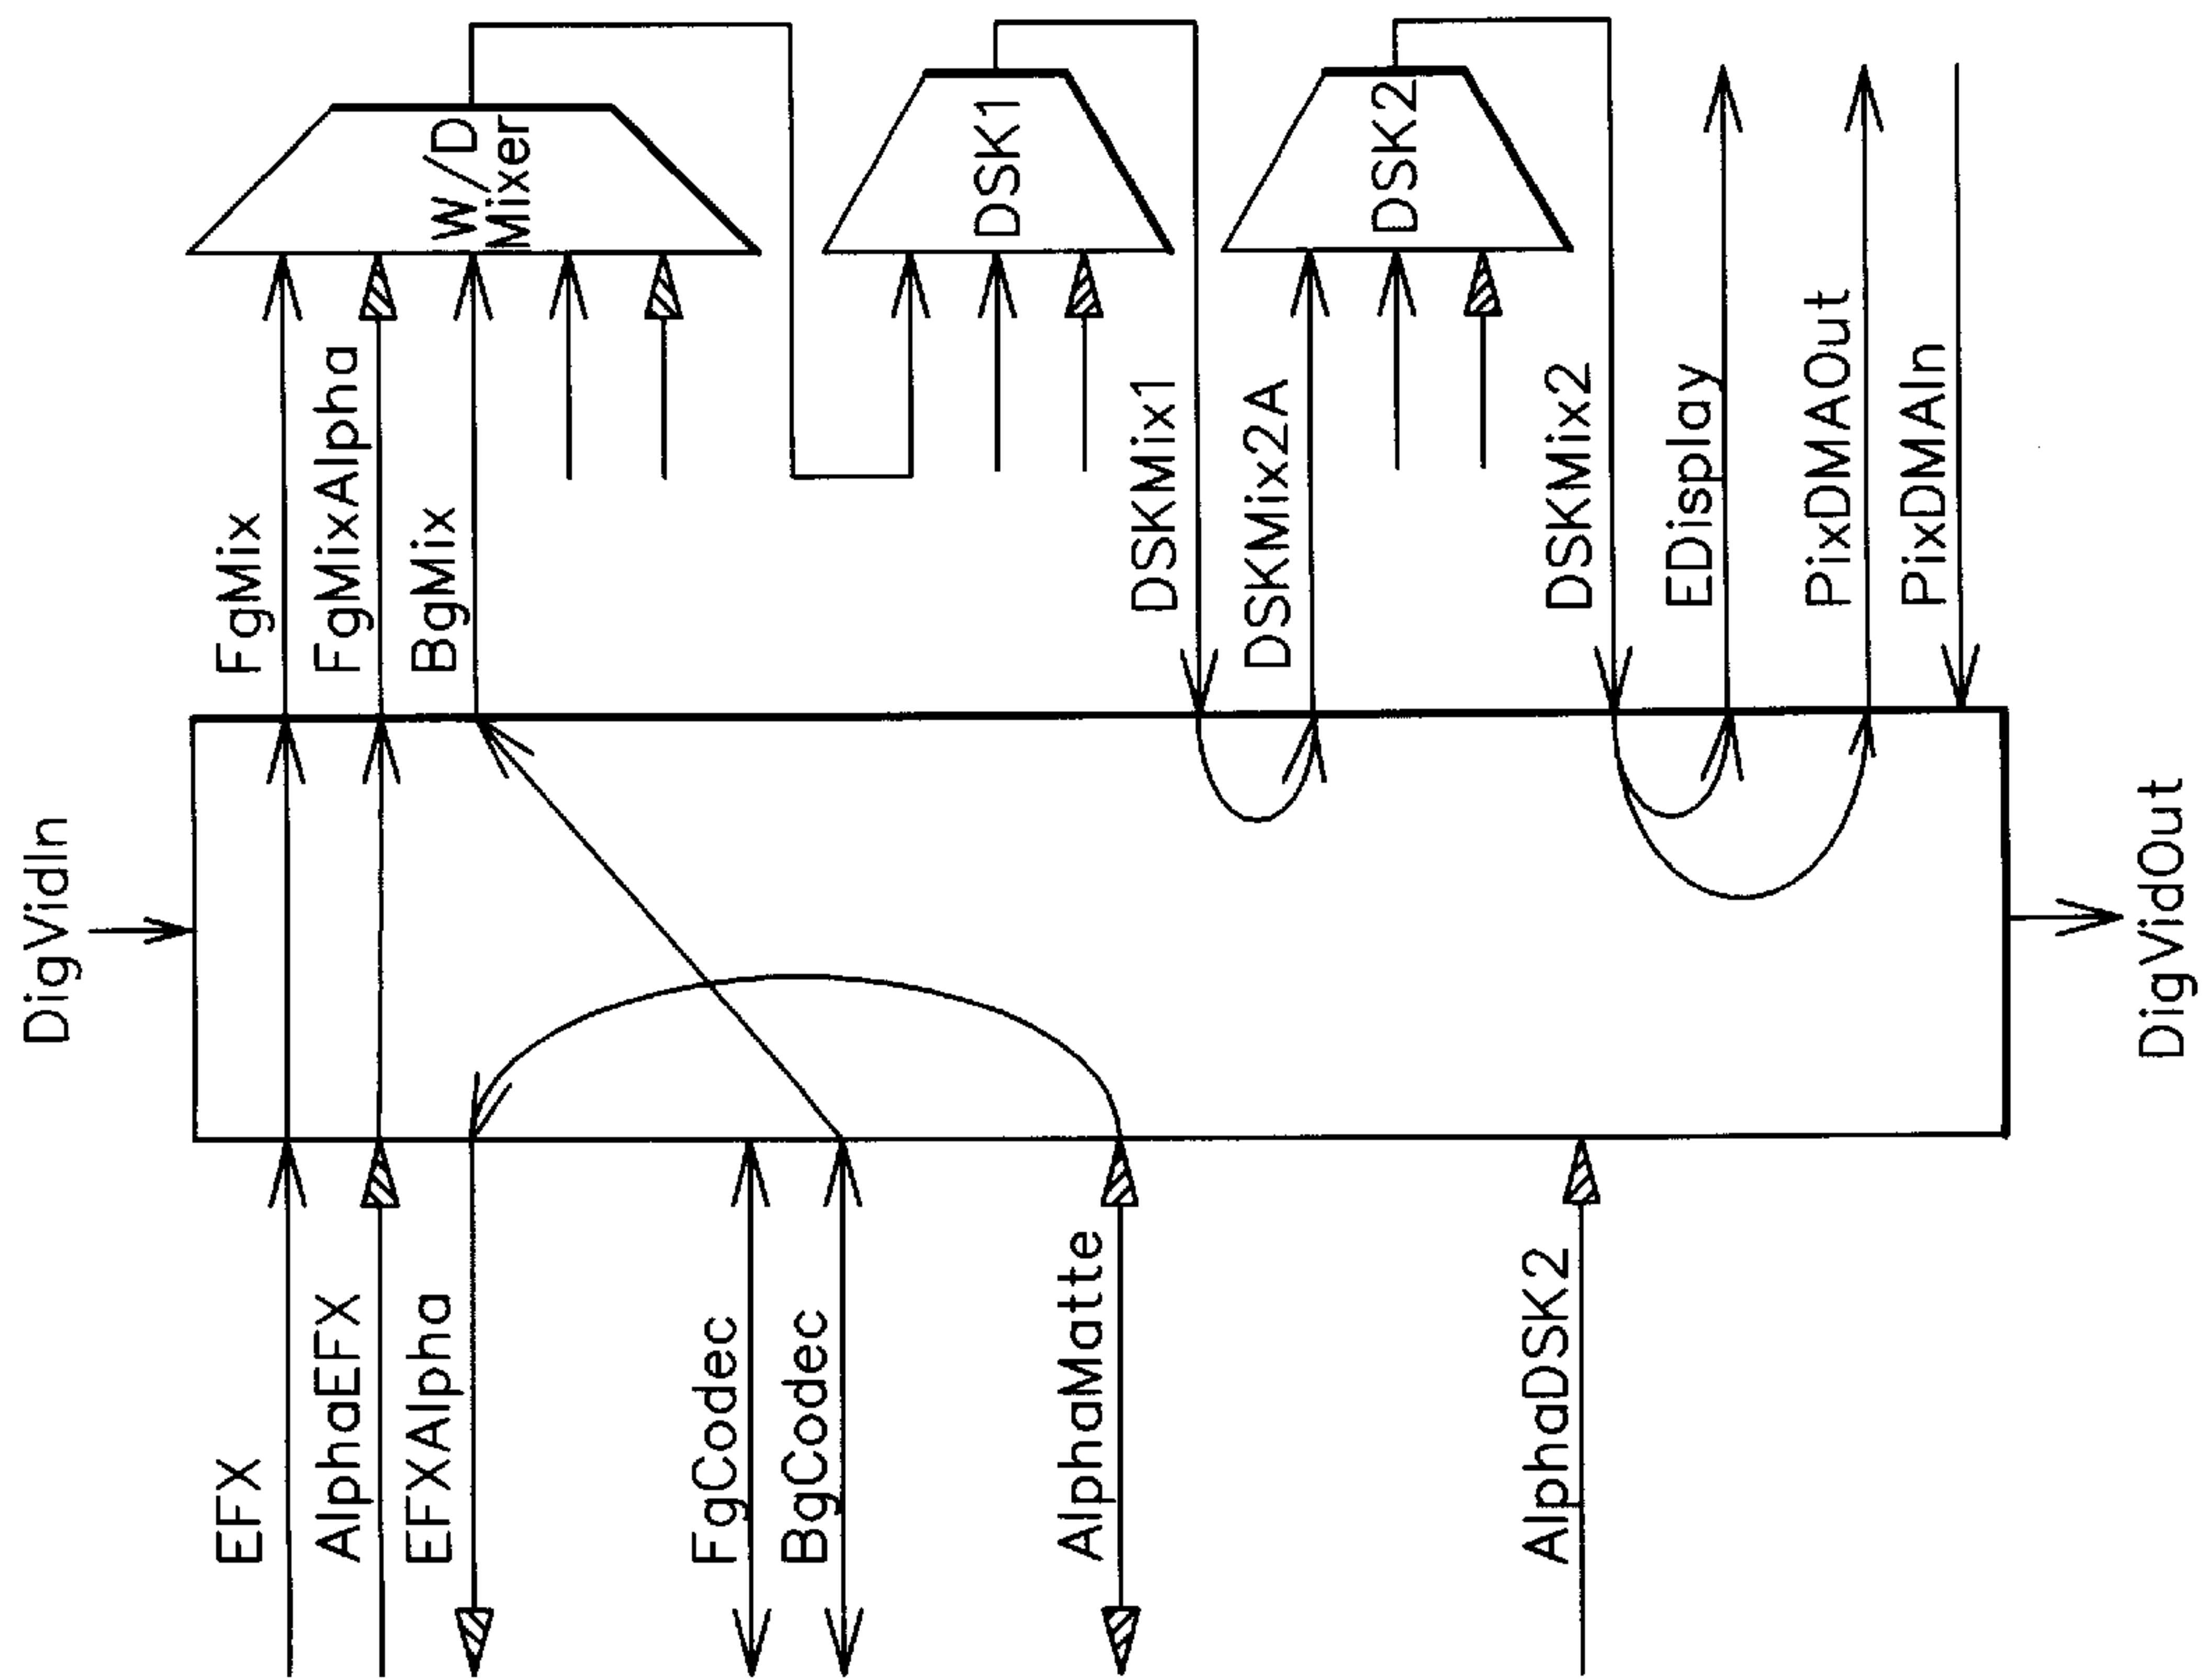 DigVidIn
EFX
AlphaEFX
EFXAlpha
FgCodec
BgCodec
AlphaMatte
AlphaDSK2
FgMix
FgMixAlpha
BgMix
W/D
Mixer
DSK1
DSKMix1
DSKMix2A
DSK2
DSKMix2
EDisplay
PixDMAOut
PixDMAIn
DigVidOut